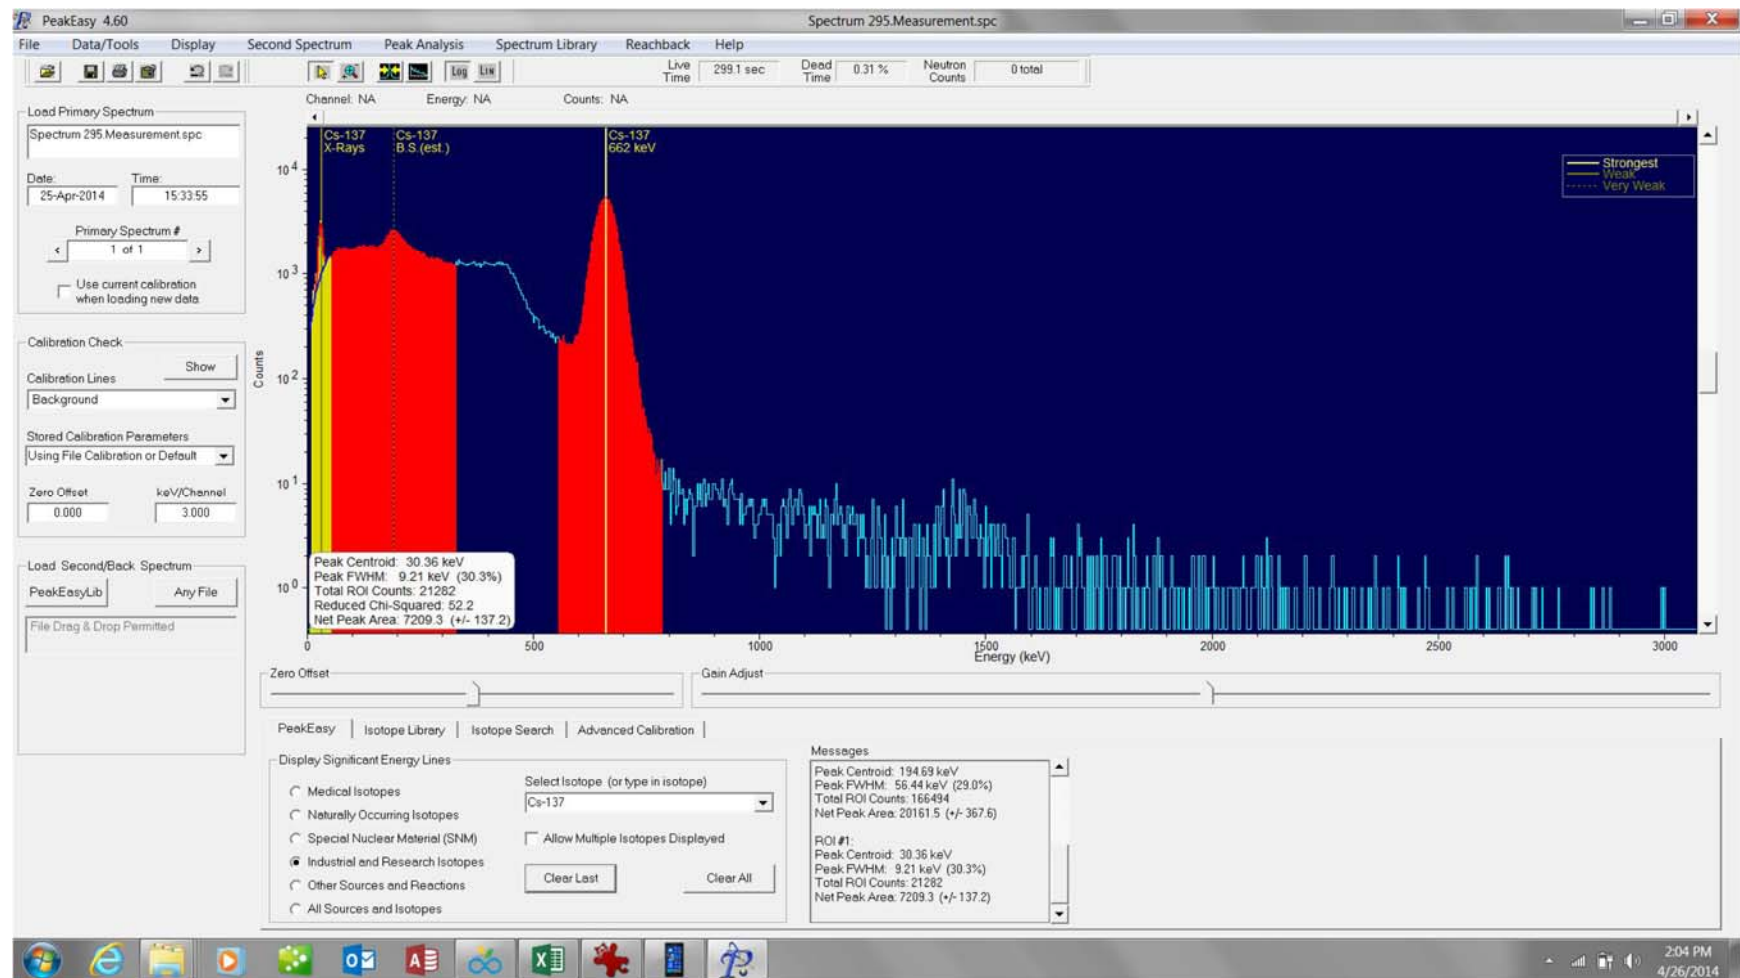 PeakEasy 4.60
Spectrum 295.Measurement.spc
File Data/Tools Display Second Spectrum Peak Analysis Spectrum Library Reachback Help
Log LIN
Live Time 299.1 sec Dead Time 0.31 % Neutron Counts 0 total
Channel: NA Energy: NA Counts: NA
Load Primary Spectrum
Spectrum 295.Measurement.spc
Date: Time:
25-Apr-2014 15:33:55
Primary Spectrum #
< 1 of 1 >
Use current calibration
when loading new data
Calibration Check
Show
Calibration Lines
Background
Stored Calibration Parameters
Using File Calibration or Default
Zero Offset keV/Channel
0.000 3.000
Load Second/Back Spectrum
PeakEasyLib Any File
File Drag & Drop Permitted
Cs-137
X-Rays
Cs-137
B.S.(est.)
Cs-137
662 keV
Strongest
Weak
Very Weak
Counts
10 4
10 3
10 2
10 1
10 0
Peak Centroid: 30.36 keV
Peak FWHM: 9.21 keV (30.3%)
Total ROI Counts: 21282
Reduced Chi-Squared: 52.2
Net Peak Area: 7209.3 (+/- 137.2)
0 500 1000 1500 2000 2500 3000
Energy (keV)
Zero Offset
Gain Adjust
PeakEasy Isotope Library Isotope Search Advanced Calibration
Display Significant Energy Lines
Medical Isotopes
Naturally Occurring Isotopes
Special Nuclear Material (SNM)
Industrial and Research Isotopes
Other Sources and Reactions
All Sources and Isotopes
Select Isotope (or type in isotope)
Cs-137
Allow Multiple Isotopes Displayed
Clear Last Clear All
Messages
Peak Centroid: 194.69 keV
Peak FWHM: 56.44 keV (29.0%)
Total ROI Counts: 166494
Net Peak Area: 20161.5 (+/- 367.6)
ROI #1:
Peak Centroid: 30.36 keV
Peak FWHM: 9.21 keV (30.3%)
Total ROI Counts: 21282
Net Peak Area: 7209.3 (+/- 137.2)
2:04 PM
4/26/2014